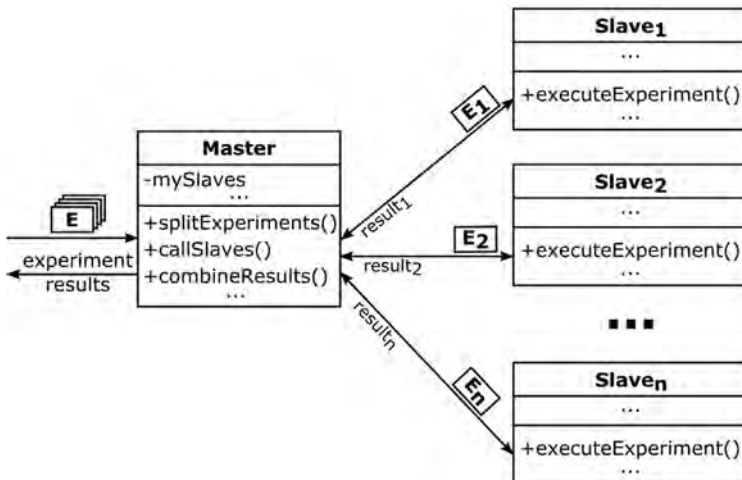 E
experiment
results
Master
-mySlaves
...
+splitExperiments()
+callSlaves()
+combineResults()
...
E1
result1
E2
result2
En
resultn
Slave1
...
+executeExperiment()
...
Slave2
...
+executeExperiment()
...
...
Slaven
...
+executeExperiment()
...